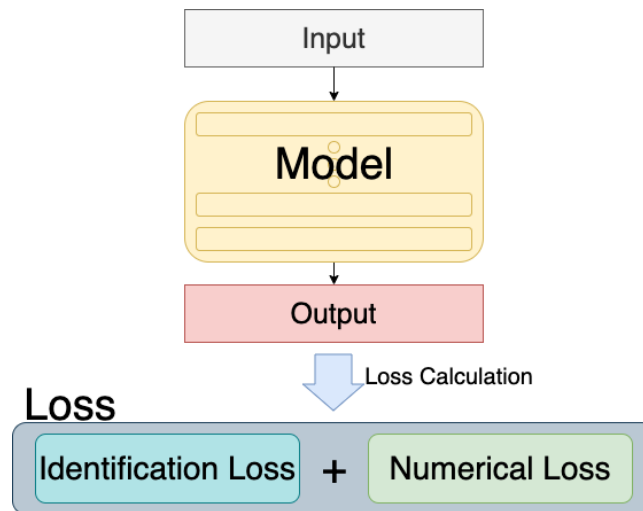 Input
Model
Output
Loss Calculation
Loss
Identification Loss + Numerical Loss